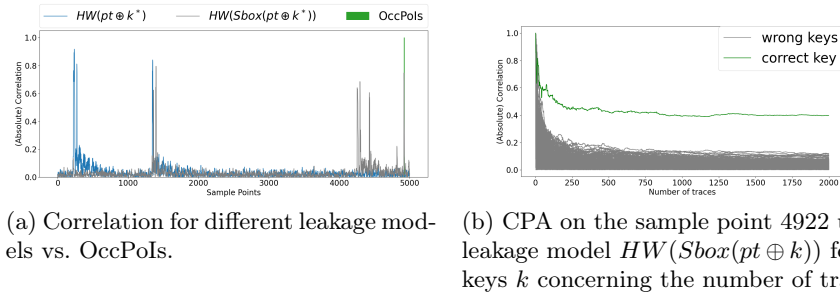 HW(pt ⊕ k*) HW(Sbox(pt ⊕ k*)) OccPoIs
1.0
0.8
0.6
0.4
0.2
0.0
(Absolute) Correlation
0 1000 2000 3000 4000 5000
Sample Points
(a) Correlation for different leakage mod-
els vs. OccPoIs.
wrong keys
correct key
1.0
0.8
0.6
0.4
0.2
0.0
(Absolute) Correlation
0 250 500 750 1000 1250 1500 1750 2000
Number of traces
(b) CPA on the sample point 4922
leakage model HW(Sbox(pt ⊕ k))
keys k concerning the number of